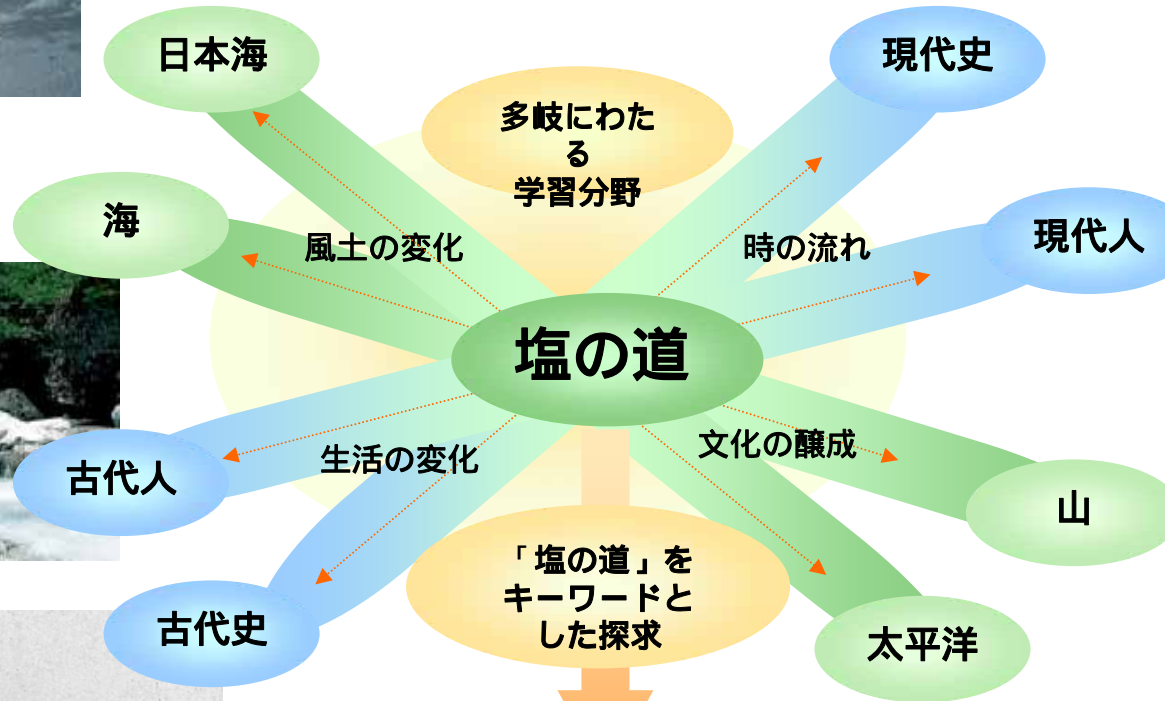 日本海
現代史
多岐にわた
る
学習分野
海
現代人
風土の変化
時の流れ
塩の道
文化の醸成
生活の変化
古代人
山
「塩の道」を
キーワードと
した探求
古代史
太平洋